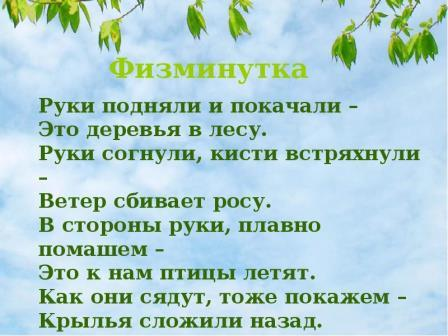 Физминутка
Руки подняли и покачали –
Это деревья в лесу.
Руки согнули, кисти встряхнули
–
Ветер сбивает росу.
В стороны руки, плавно
помашем –
Это к нам птицы летят.
Как они сядут, тоже покажем –
Крылья сложили назад.